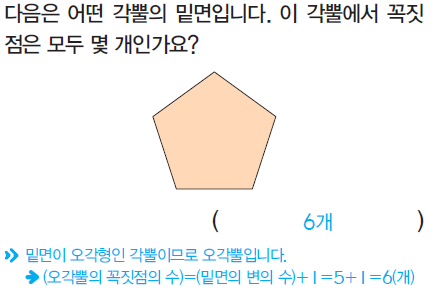 다음은 어떤 각뿔의 밑면입니다. 이 각뿔에서 꼭짓
점은 모두 몇 개인가요?
( 6개 )
» 밑면이 오각형인 각뿔이므로 오각뿔입니다.
➔ (오각뿔의 꼭짓점의 수)=(밑면의 변의 수)+1=5+1=6(개)